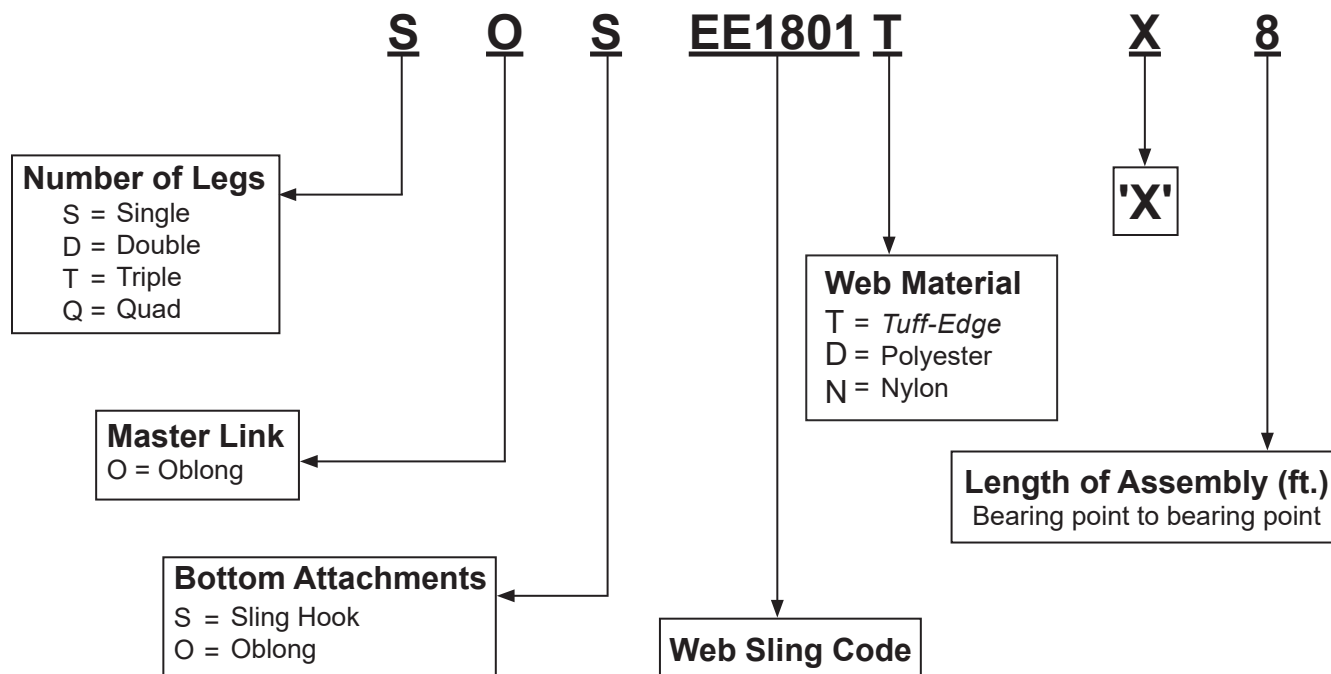 S O S EE1801 T X 8
Number of Legs
S = Single
D = Double
T = Triple
Q = Quad
'X'
Web Material
T = Tuff-Edge
D = Polyester
N = Nylon
Master Link
O = Oblong
Length of Assembly (ft.)
Bearing point to bearing point
Bottom Attachments
S = Sling Hook
O = Oblong
Web Sling Code